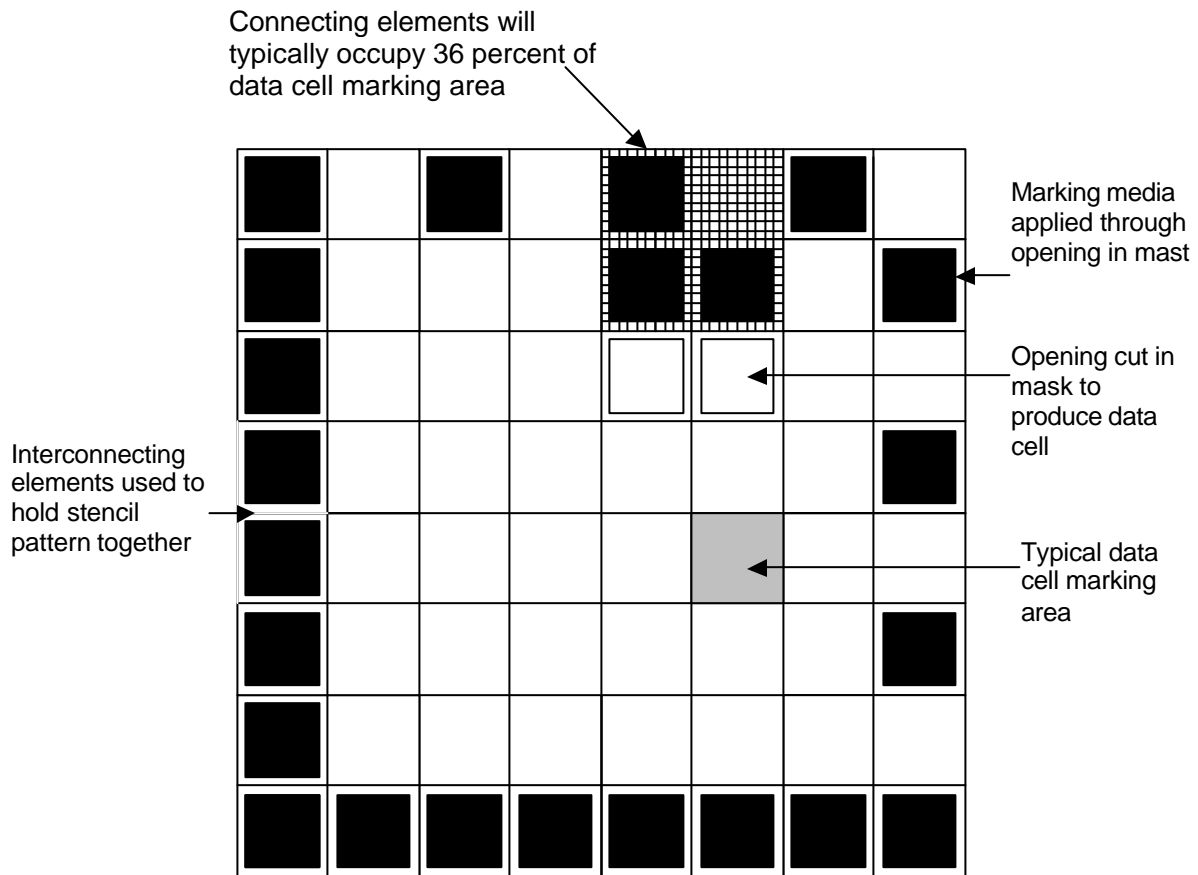 Connecting elements will
typically occupy 36 percent of
data cell marking area
Marking media
applied through
opening in mast
Opening cut in
mask to
produce data
cell
Interconnecting
elements used to
hold stencil
pattern together
Typical data
cell marking
area